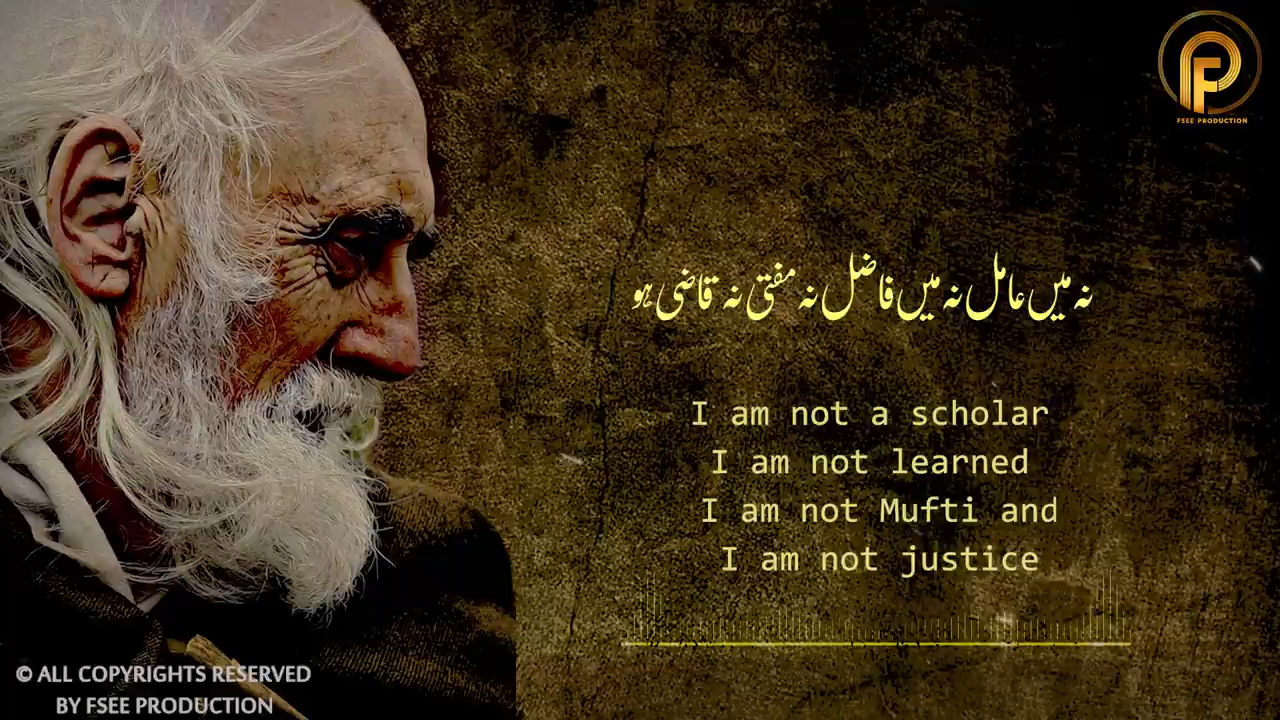 FSEE PRODUCTION
نہ میں عامل نہ میں فاضل نہ مفتی نہ قاضی ہو
I am not a scholar
I am not learned
I am not Mufti and
I am not justice
© ALL COPYRIGHTS RESERVED
BY FSEE PRODUCTION